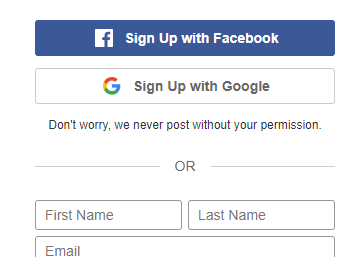 Sign Up with Facebook
Sign Up with Google
Don't worry, we never post without your permission.
OR
First Name Last Name
Email